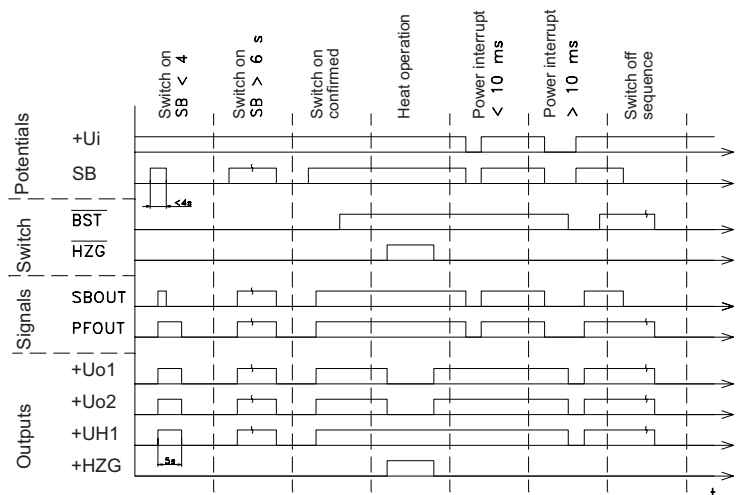 Switch on
SB < 4
Switch on
SB > 6 s
Switch on
confirmed
Heat operation
Power interrupt
< 10 ms
Power interrupt
> 10 ms
Switch off
sequence
Potentials
+Ui
SB
<4s
Switch
BST
HZG
Signals
SBOUT
PFOUT
Outputs
+Uo1
+Uo2
+UH1
5s
+HZG
t